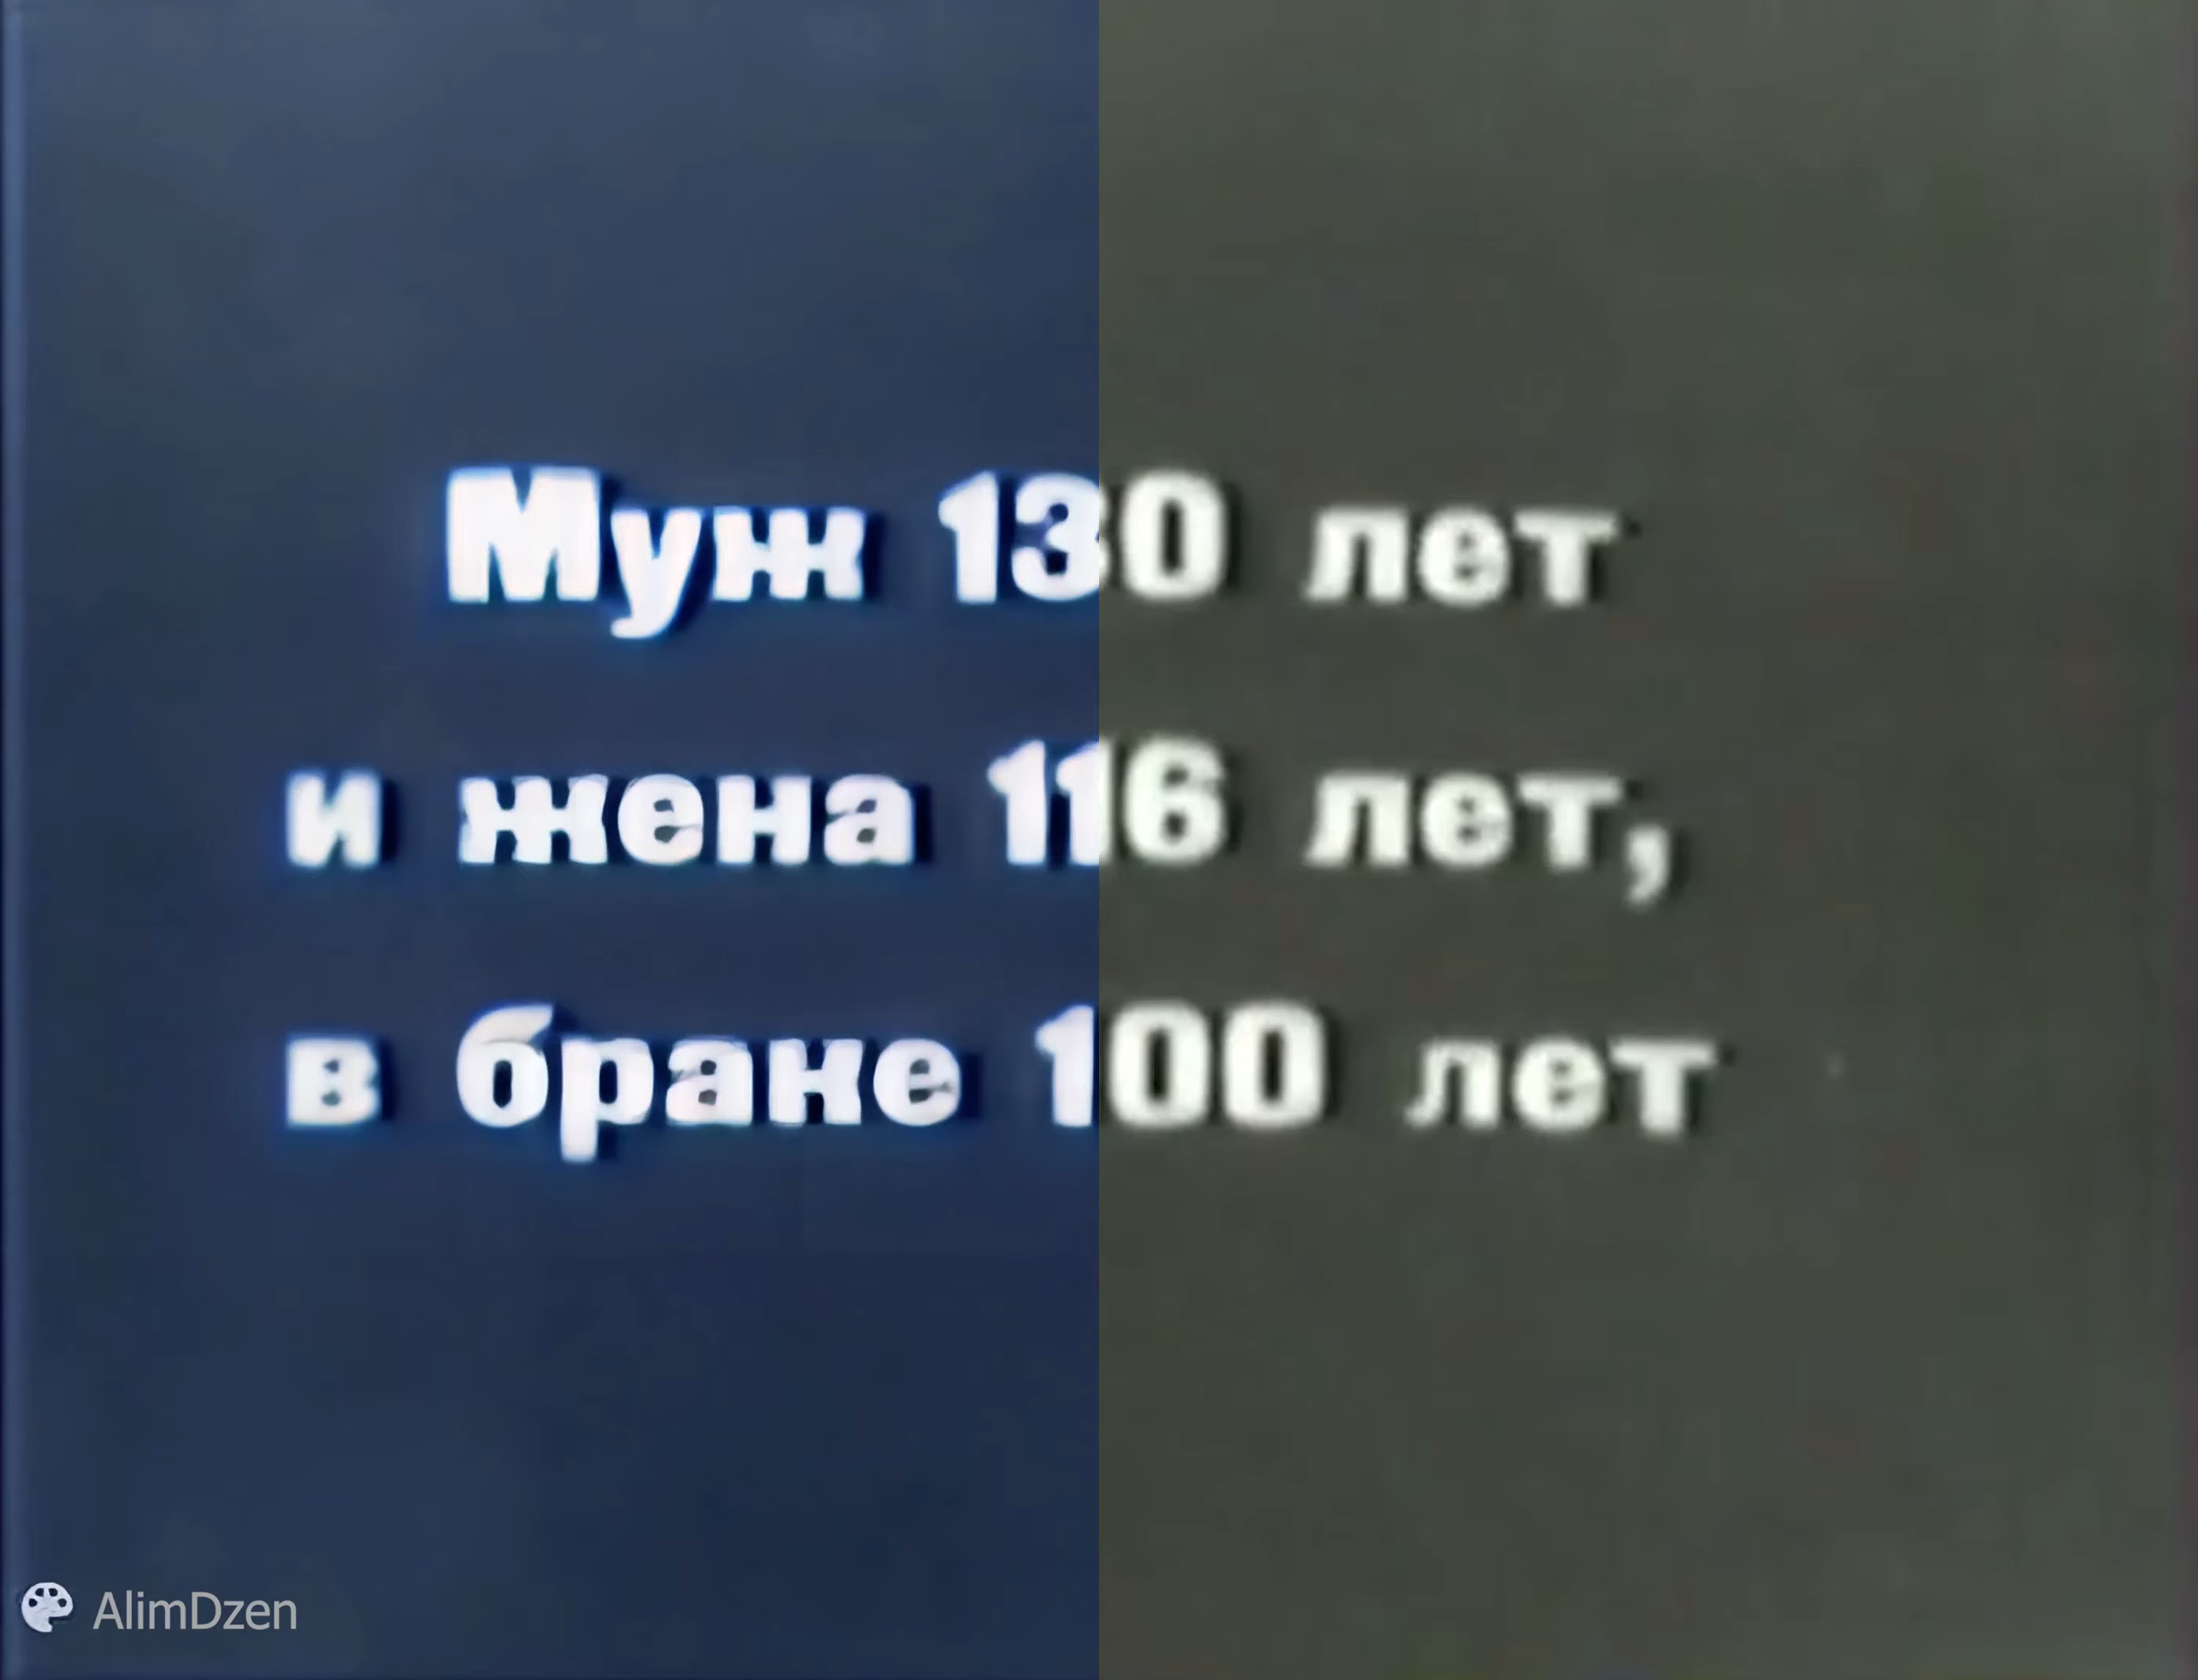 Муж 130 лет
и жена 116 лет,
в браке 100 лет
AlimDzen